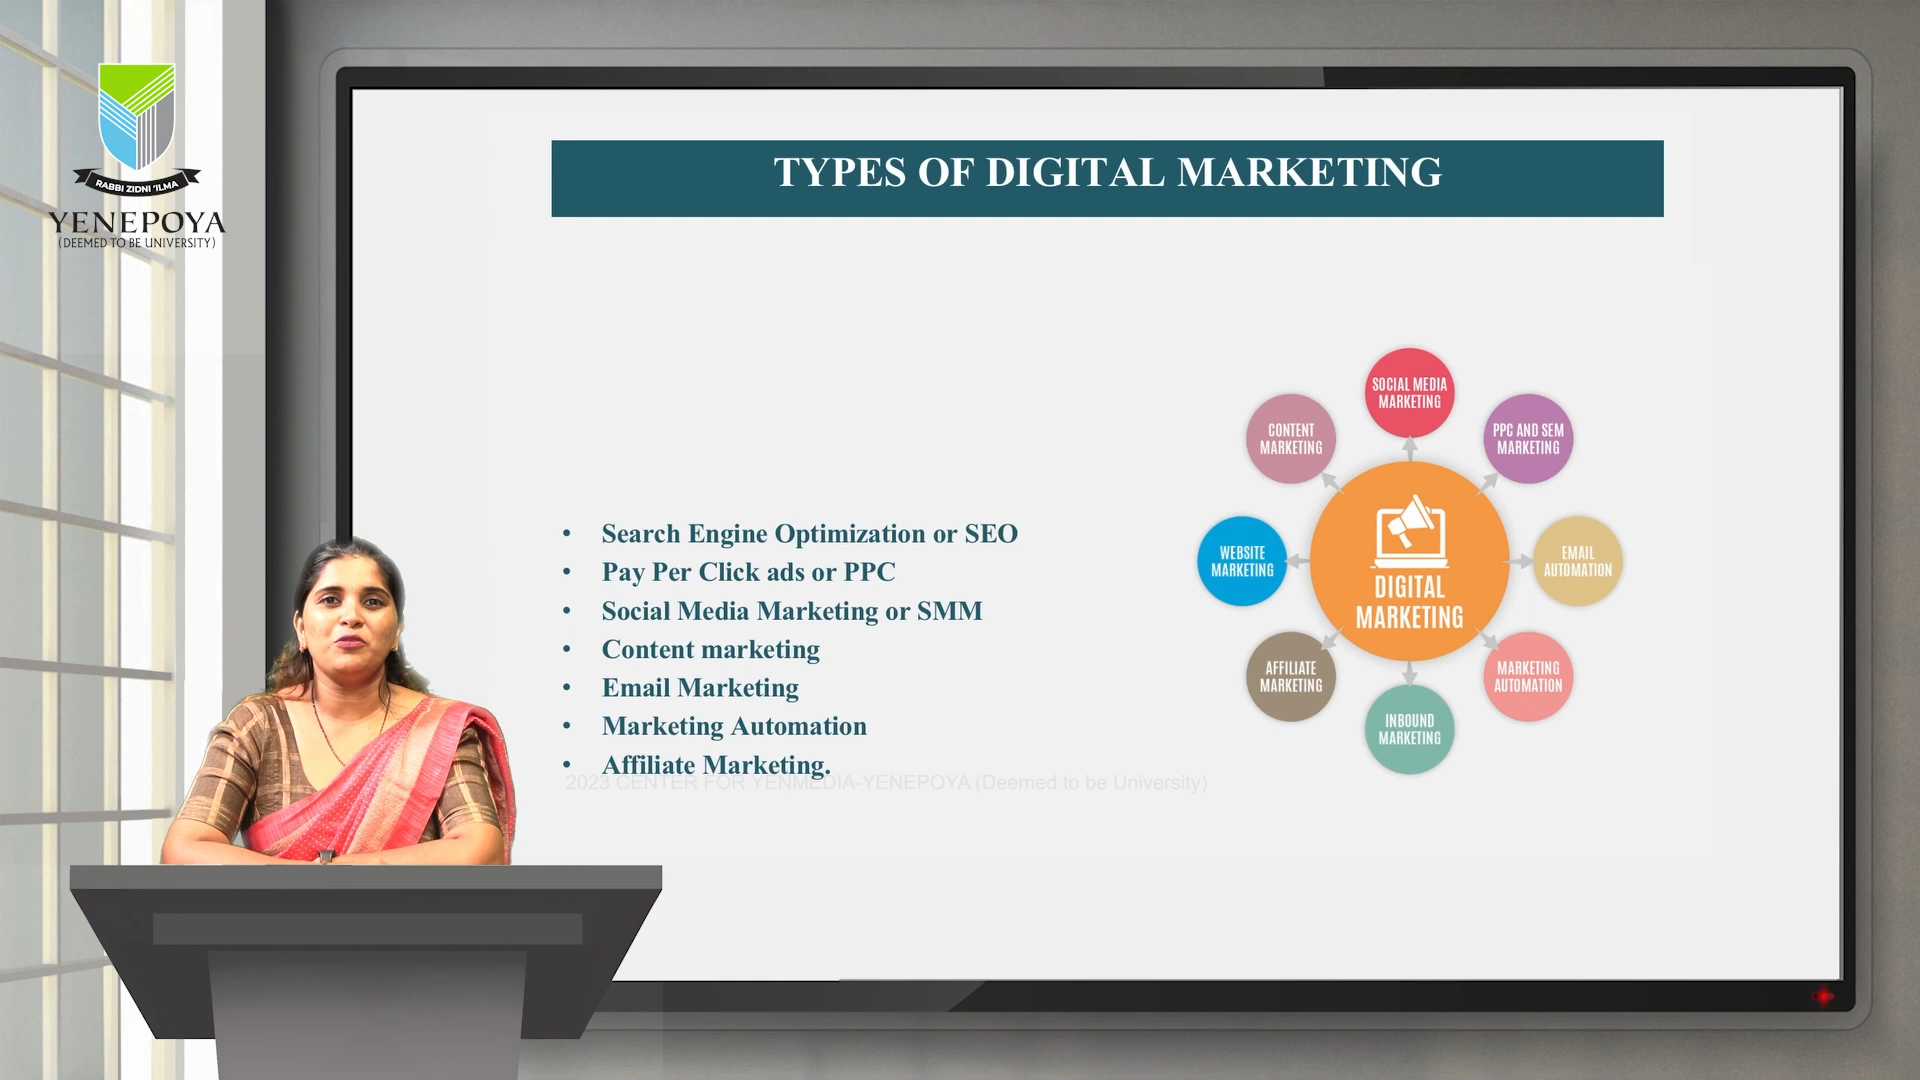 RABBI ZIDNI 'ILMA
YENEPOYA
(DEEMED TO BE UNIVERSITY)
TYPES OF DIGITAL MARKETING
• Search Engine Optimization or SEO
• Pay Per Click ads or PPC
• Social Media Marketing or SMM
• Content marketing
• Email Marketing
• Marketing Automation
• Affiliate Marketing.
2023 CENTER FOR YENMEDIA-YENEPOYA (Deemed to be University)
SOCIAL MEDIA
MARKETING
PPC AND SEM
MARKETING
EMAIL
AUTOMATION
MARKETING
AUTOMATION
INBOUND
MARKETING
AFFILIATE
MARKETING
WEBSITE
MARKETING
CONTENT
MARKETING
DIGITAL
MARKETING